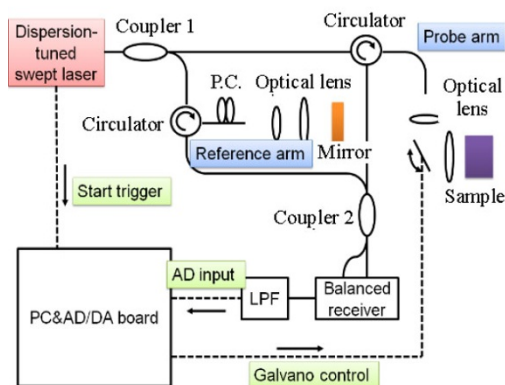 Dispersion-
tuned
swept laser
Coupler 1
Circulator
Probe arm
P.C.
Optical lens
Optical
lens
Circulator
Reference arm
Mirror
Sample
Start trigger
Coupler 2
AD input
LPF
Balanced
receiver
PC&AD/DA board
Galvano control